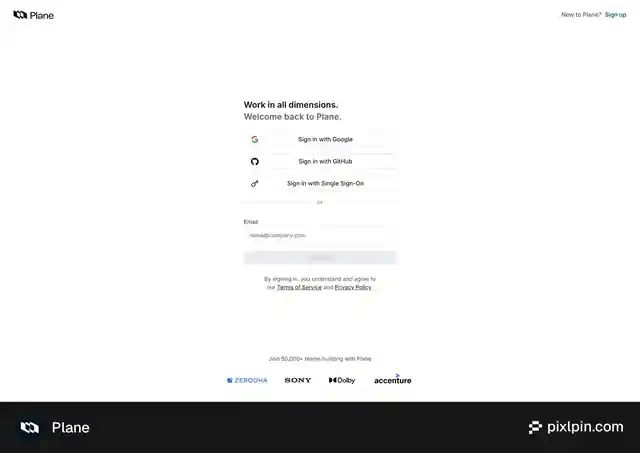 Plane
New to Plane? Sign up
Work in all dimensions.
Welcome back to Plane.
Sign in with Google
Sign in with GitHub
Sign in with Single Sign-On
or
Email
name@company.com
By signing in, you understand and agree to
our Terms of Service and Privacy Policy
Join 50,000+ teams building with Plane
ZERODHA SONY Dolby accenture
Plane
pixlpin.com